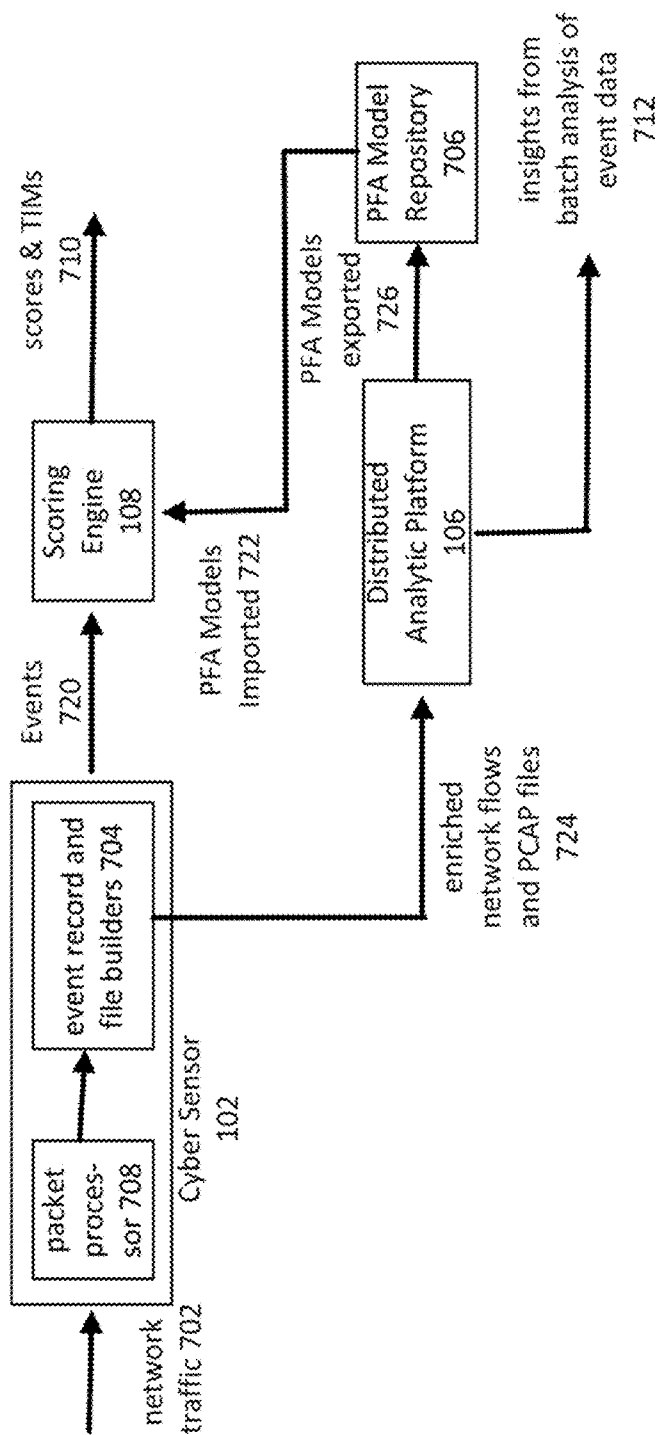 network
traffic 702
packet
proces-
sor 708
event record and
file builders 704
Cyber Sensor
102
Events
720
Scoring
Engine
108
scores & TIMs
710
PFA Models
Imported 722
PFA Models
exported
726
enriched
network flows
and PCAP files
724
Distributed
Analytic Platform
106
PFA Model
Repository
706
insights from
batch analysis of
event data
712